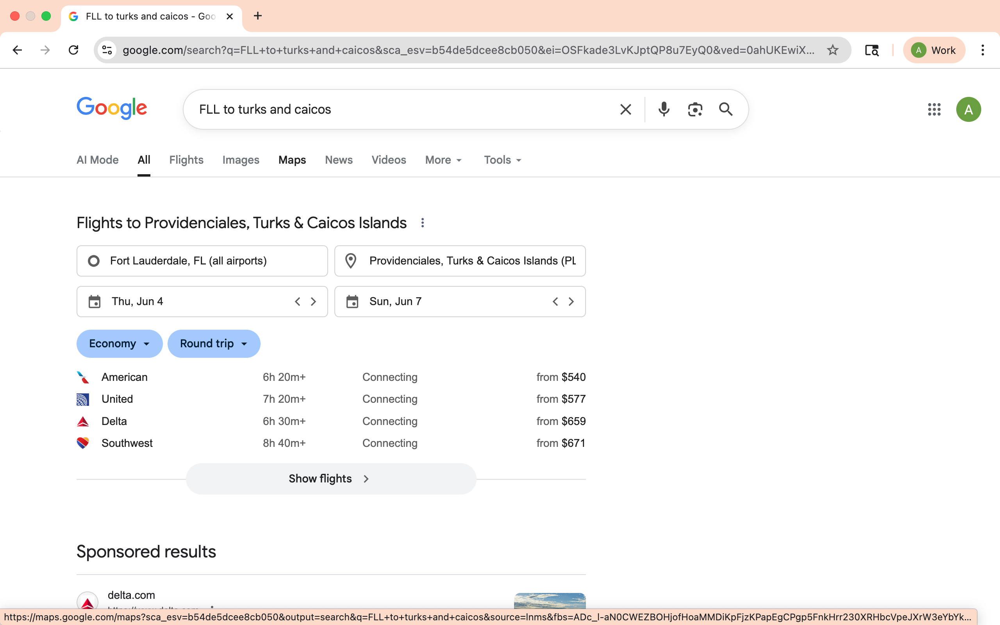 FLL to turks and caicos - Goo
google.com/search?q=FLL+to+turks+and+caicos&sca_esv=b54de5dcee8cb050&ei=OSFkade3LvKJptQP8u7EyQ0&ved=0ahUKEwiX...
A Work
Google
FLL to turks and caicos
A
AI Mode All Flights Images Maps News Videos More Tools
Flights to Providenciales, Turks & Caicos Islands
Fort Lauderdale, FL (all airports) Providenciales, Turks & Caicos Islands (PL
Thu, Jun 4 Sun, Jun 7
Economy Round trip
American 6h 20m+ Connecting from $540
United 7h 20m+ Connecting from $577
Delta 6h 30m+ Connecting from $659
Southwest 8h 40m+ Connecting from $671
Show flights
Sponsored results
delta.com
https://maps.google.com/maps?sca_esv=b54de5dcee8cb050&output=search&q=FLL+to+turks+and+caicos&source=lnms&fbs=ADc_l-aN0CWEZBOHjofHoaMMDiKpFjzKPapEgCPgp5FnkHrr230XRHbcVpeJXrW3eYbYk...